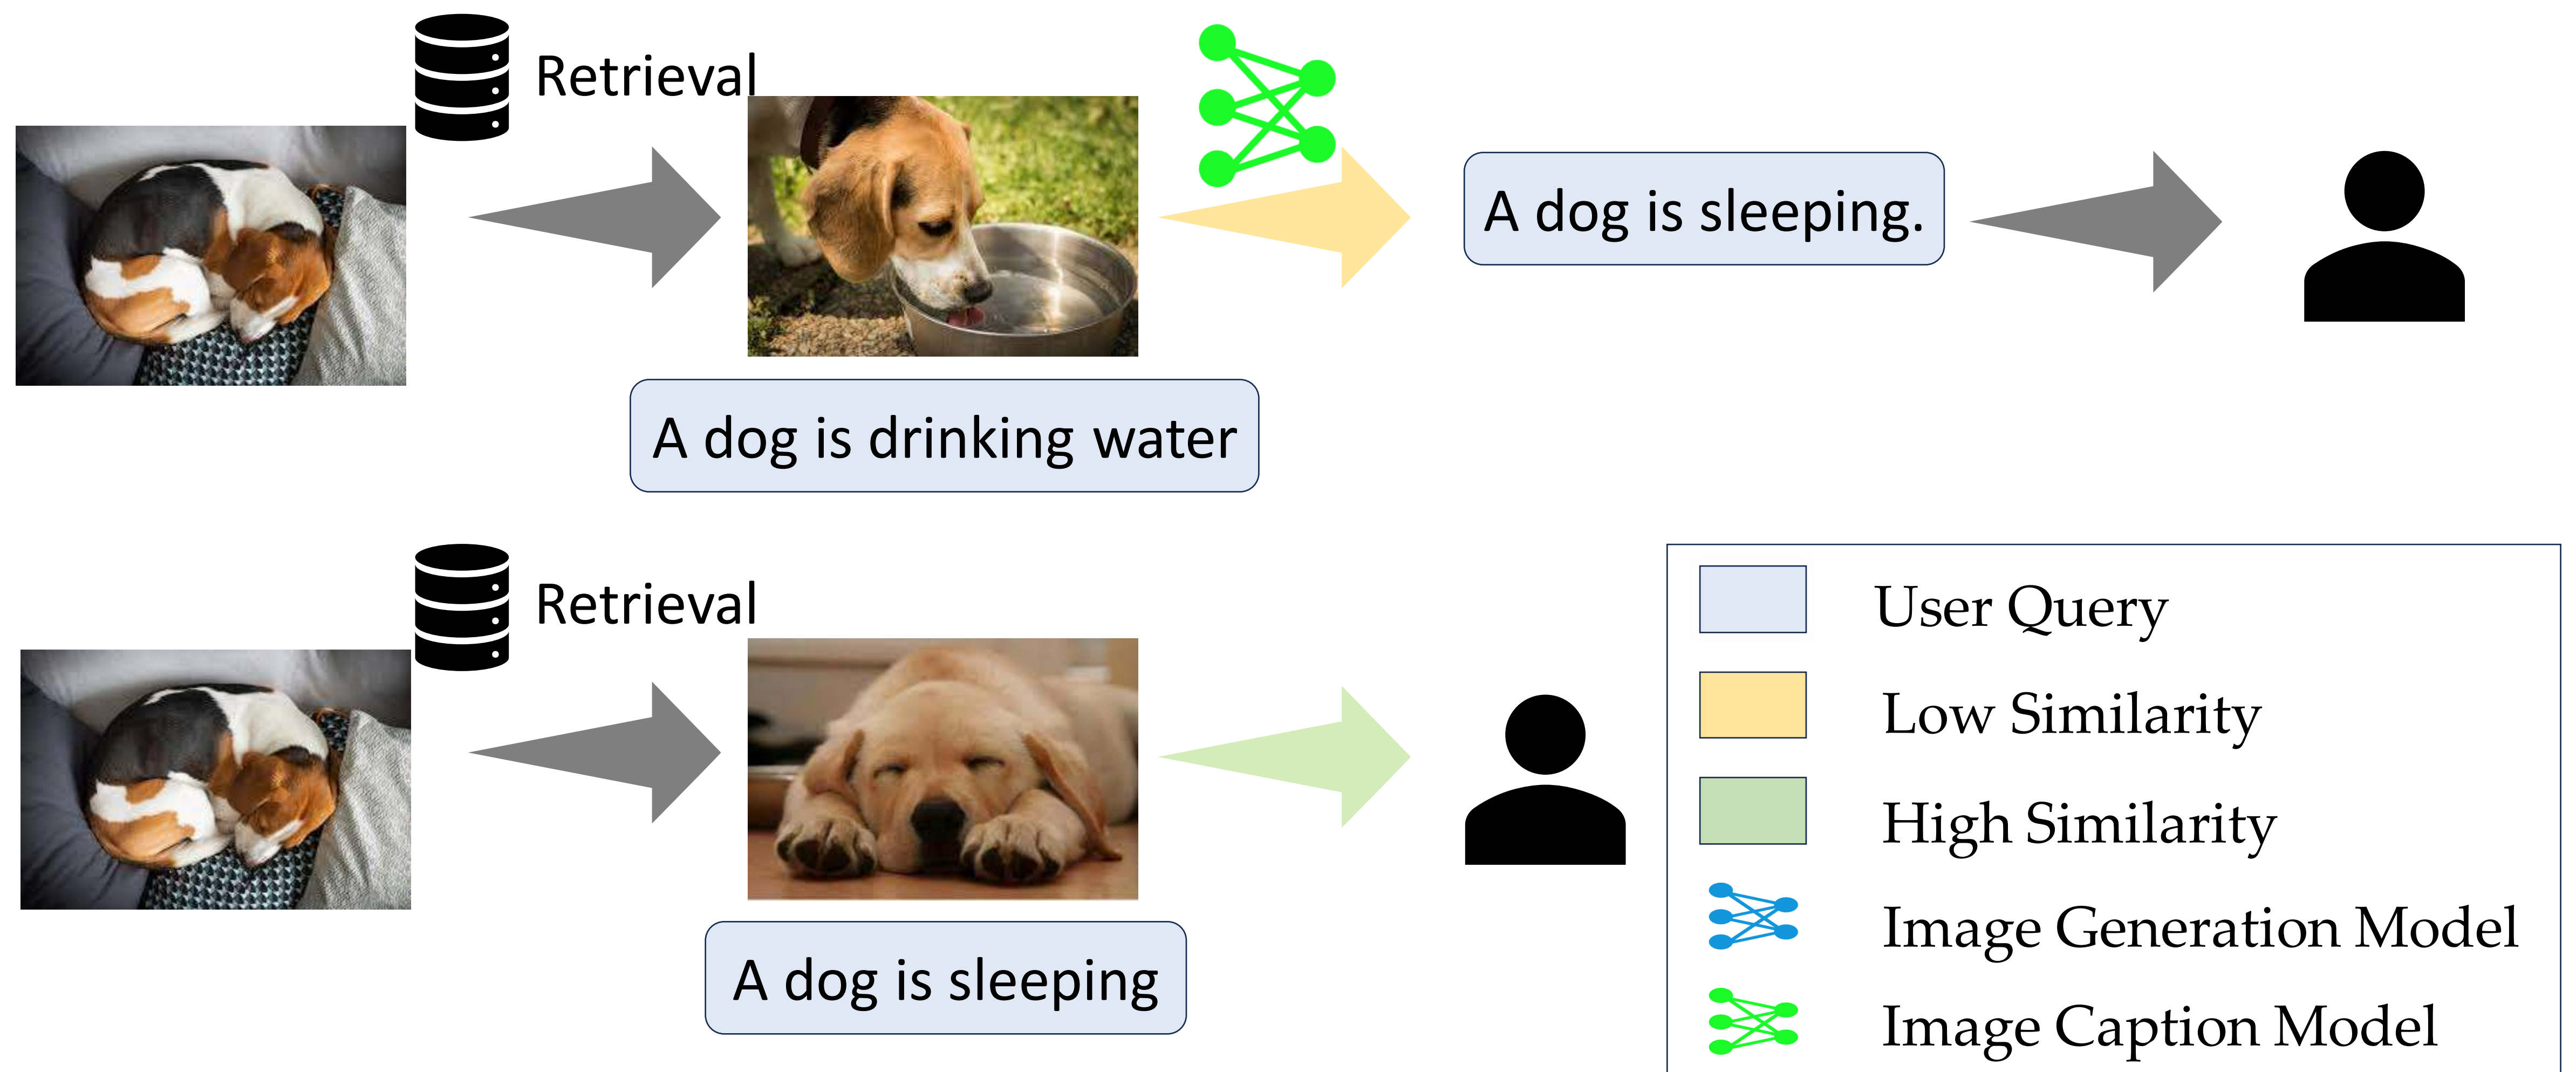 Retrieval
A dog is sleeping.
A dog is drinking water
Retrieval
A dog is sleeping
User Query
Low Similarity
High Similarity
Image Generation Model
Image Caption Model